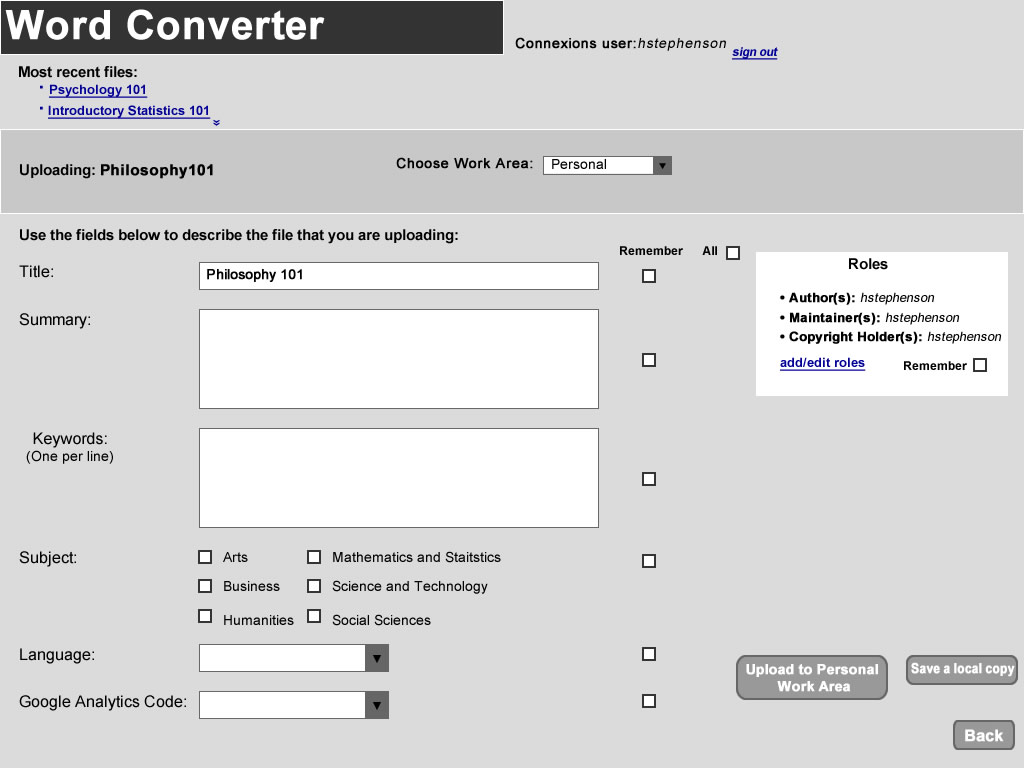 Word Converter
Connexions user:hstephenson sign out
Most recent files:
Psychology 101
Introductory Statistics 101
Uploading: Philosophy101
Choose Work Area: Personal
Use the fields below to describe the file that you are uploading:
Remember All
Title: Philosophy 101
Summary:
Keywords:
(One per line)
Subject:
Arts Mathematics and Staitstics
Business Science and Technology
Humanities Social Sciences
Language:
Google Analytics Code:
Roles
• Author(s): hstephenson
• Maintainer(s): hstephenson
• Copyright Holder(s): hstephenson
add/edit roles Remember
Upload to Personal
Work Area
Save a local copy
Back